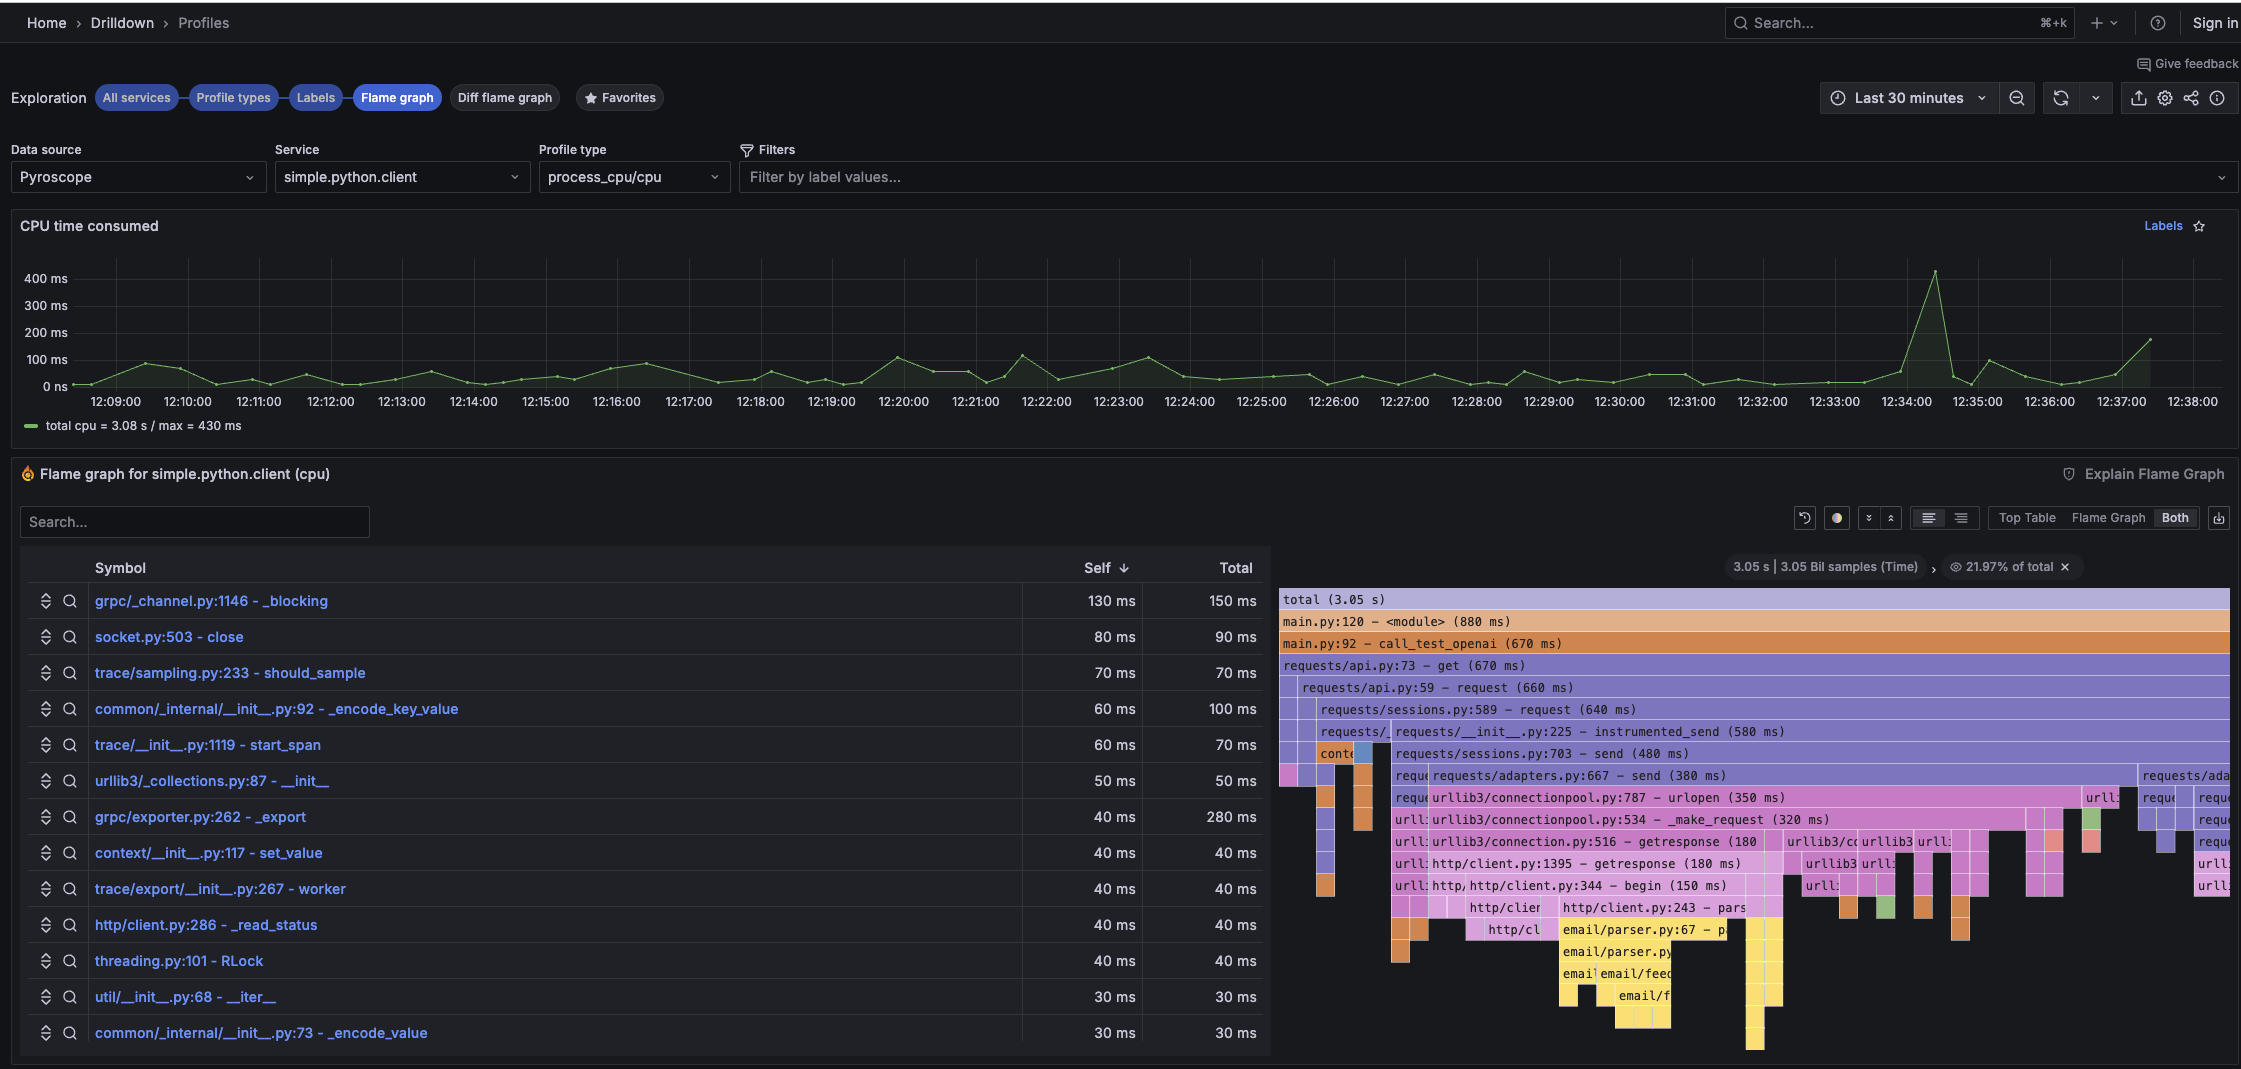 Home › Drilldown › Profiles
Search... ⌘+k
Sign in
Give feedback
Exploration All services Profile types Labels Flame graph Diff flame graph Favorites
Last 30 minutes
Data source Service Profile type Filters
Pyroscope simple.python.client process_cpu/cpu Filter by label values...
CPU time consumed Labels
400 ms
300 ms
200 ms
100 ms
0 ns
12:09:00 12:10:00 12:11:00 12:12:00 12:13:00 12:14:00 12:15:00 12:16:00 12:17:00 12:18:00 12:19:00 12:20:00 12:21:00 12:22:00 12:23:00 12:24:00 12:25:00 12:26:00 12:27:00 12:28:00 12:29:00 12:30:00 12:31:00 12:32:00 12:33:00 12:34:00 12:35:00 12:36:00 12:37:00 12:38:00
total cpu = 3.08 s / max = 430 ms
Flame graph for simple.python.client (cpu) Explain Flame Graph
Search... Top Table Flame Graph Both
Symbol Self Total
grpc/_channel.py:1146 - _blocking 130 ms 150 ms
socket.py:503 - close 80 ms 90 ms
trace/sampling.py:233 - should_sample 70 ms 70 ms
common/_internal/__init__.py:92 - _encode_key_value 60 ms 100 ms
trace/__init__.py:1119 - start_span 60 ms 70 ms
urllib3/_collections.py:87 - __init__ 50 ms 50 ms
grpc/exporter.py:262 - _export 40 ms 280 ms
context/__init__.py:117 - set_value 40 ms 40 ms
trace/export/__init__.py:267 - worker 40 ms 40 ms
http/client.py:286 - _read_status 40 ms 40 ms
threading.py:101 - RLock 40 ms 40 ms
util/__init__.py:68 - __iter__ 30 ms 30 ms
common/_internal/__init__.py:73 - _encode_value 30 ms 30 ms
3.05 s | 3.05 Bil samples (Time) › 21.97% of total
total (3.05 s)
main.py:120 - <module> (880 ms)
main.py:92 - call_test_openai (670 ms)
requests/api.py:73 - get (670 ms)
requests/api.py:59 - request (660 ms)
requests/sessions.py:589 - request (640 ms)
requests/_ requests/__init__.py:225 - instrumented_send (580 ms)
conte requests/sessions.py:703 - send (480 ms)
reque requests/adapters.py:667 - send (380 ms) requests/ada
reque urllib3/connectionpool.py:787 - urlopen (350 ms) urlli reque requ
urlli urllib3/connectionpool.py:534 - _make_request (320 ms) requ
urlli urllib3/connection.py:516 - getresponse (180 urllib3/co urllib3 urlli requ
urlli http/client.py:1395 - getresponse (180 ms) urllib3 urlli urlli
urlli http/ http/client.py:344 - begin (150 ms) urlli urlli
http/clien http/client.py:243 - pars
http/cl email/parser.py:67 - p
email/parser.py
email email/feed
email/f